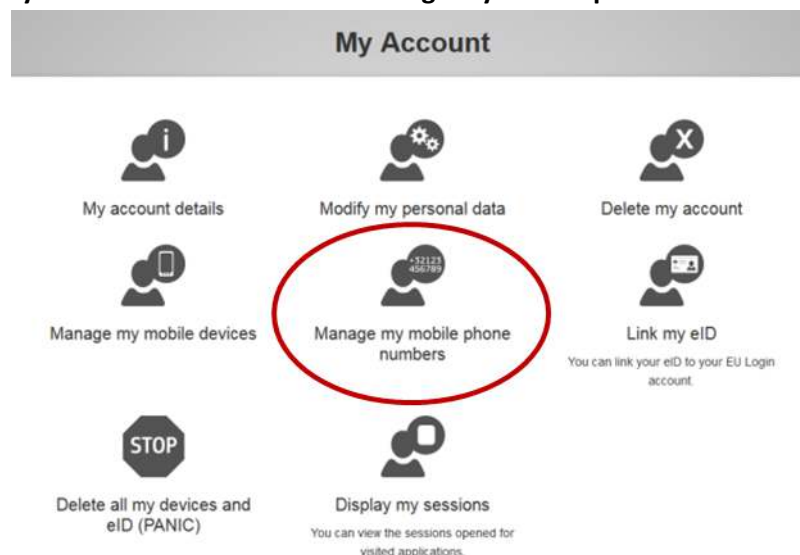 My Account
i
X
My account details
Modify my personal data
Delete my account
+32123
456789
Manage my mobile devices
Manage my mobile phone
numbers
Link my eID
You can link your eID to your EU Login
account.
STOP
Delete all my devices and
eID (PANIC)
Display my sessions
You can view the sessions opened for
visited applications.